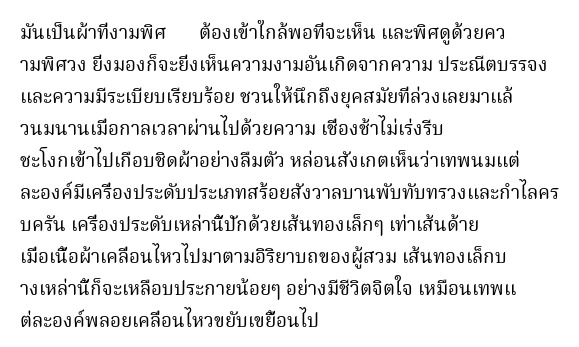 มันเป็นผ้าที่งามพิศ ต้องเข้าใกล้พอที่จะเห็น และพิศดูด้วยคว
ามพิศวง ยิ่งมองก็จะยิ่งเห็นความงามอันเกิดจากความ ประณีตบรรจง
และความมีระเบียบเรียบร้อย ชวนให้นึกถึงยุคสมัยที่ล่วงเลยมาแล้
วนมนานเมื่อกาลเวลาผ่านไปด้วยความ เชื่องช้าไม่เร่งรีบ
ชะโงกเข้าไปเกือบชิดผ้าอย่างลืมตัว หล่อนสังเกตเห็นว่าเทพนมแต่
ละองค์มีเครื่องประดับประเภทสร้อยสังวาลบานพับทับทรวงและกำไลคร
บครัน เครื่องประดับเหล่านี้ปักด้วยเส้นทองเล็กๆ เท่าเส้นด้าย
เมื่อเนื้อผ้าเคลื่อนไหวไปมาตามอิริยาบถของผู้สวม เส้นทองเล็กบ
างเหล่านี้ก็จะเหลือบประกายน้อยๆ อย่างมีชีวิตจิตใจ เหมือนเทพแ
ต่ละองค์พลอยเคลื่อนไหวขยับเขยื้อนไป